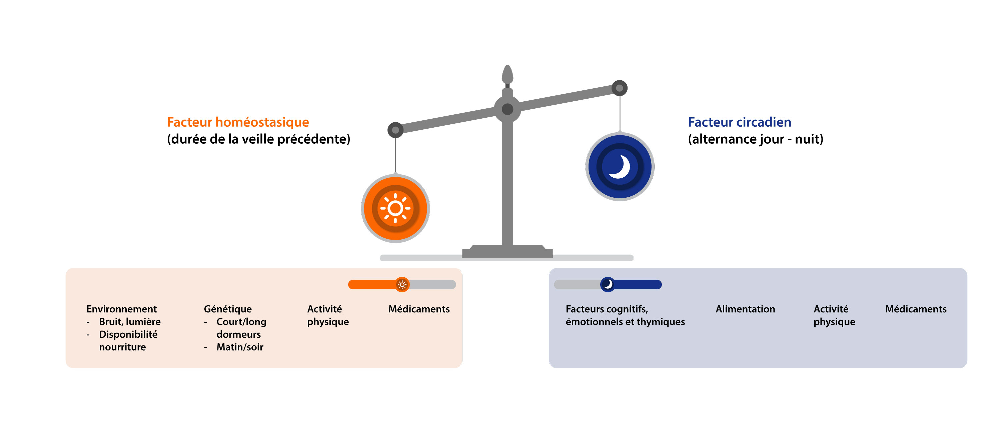 Facteur homéostasique
(durée de la veille précédente)
Facteur circadien
(alternance jour - nuit)
Environnement
- Bruit, lumière
- Disponibilité
nourriture
Génétique
- Court/long
dormeurs
- Matin/soir
Activité
physique
Médicaments
Facteurs cognitifs,
émotionnels et thymiques
Alimentation
Activité
physique
Médicaments